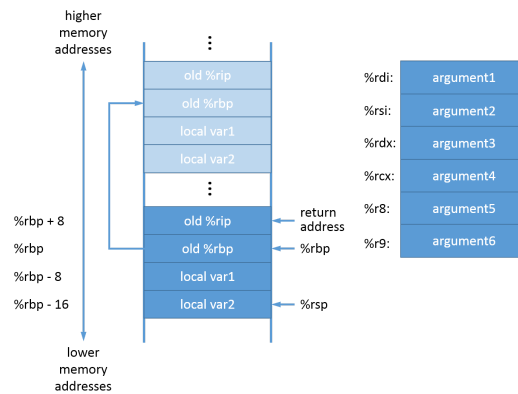 higher
memory
addresses
⋮
old %rip
old %rbp
local var1
local var2
⋮
%rbp + 8
old %rip
return
address
%rbp
old %rbp
%rbp
%rbp - 8
local var1
%rbp - 16
local var2
%rsp
lower
memory
addresses
%rdi:
argument1
%rsi:
argument2
%rdx:
argument3
%rcx:
argument4
%r8:
argument5
%r9:
argument6